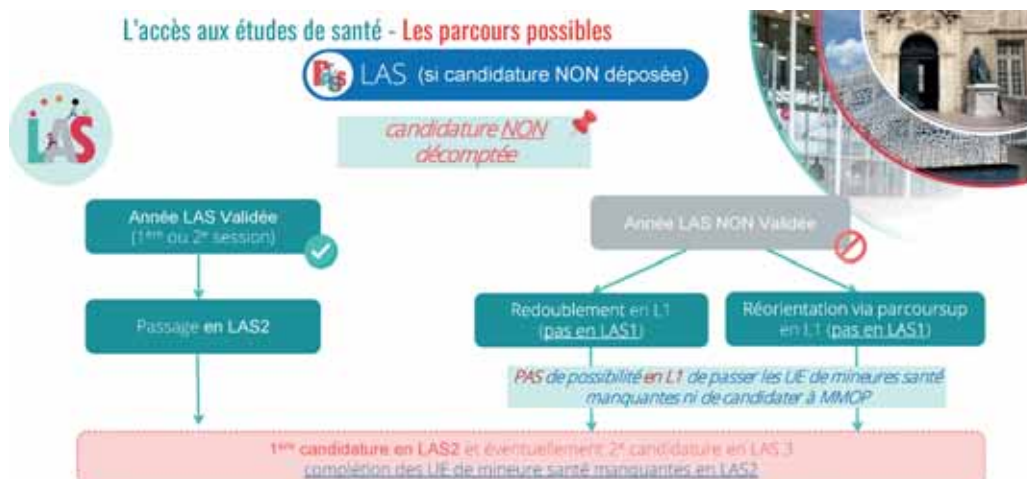 L'accès aux études de santé - Les parcours possibles
LAS (si candidature NON déposée)
LAS
candidature NON
décomptée
Année LAS Validée
(1ère ou 2e session)
Passage en LAS2
Année LAS NON Validée
Redoublement en L1
(pas en LAS1)
Réorientation via parcoursup
en L1 (pas en LAS1)
PAS de possibilité en L1 de passer les UE de mineures santé
manquantes ni de candidater à MMOP
1ère candidature en LAS2 et éventuellement 2e candidature en LAS 3
complétion des UE de mineure santé manquantes en LAS2